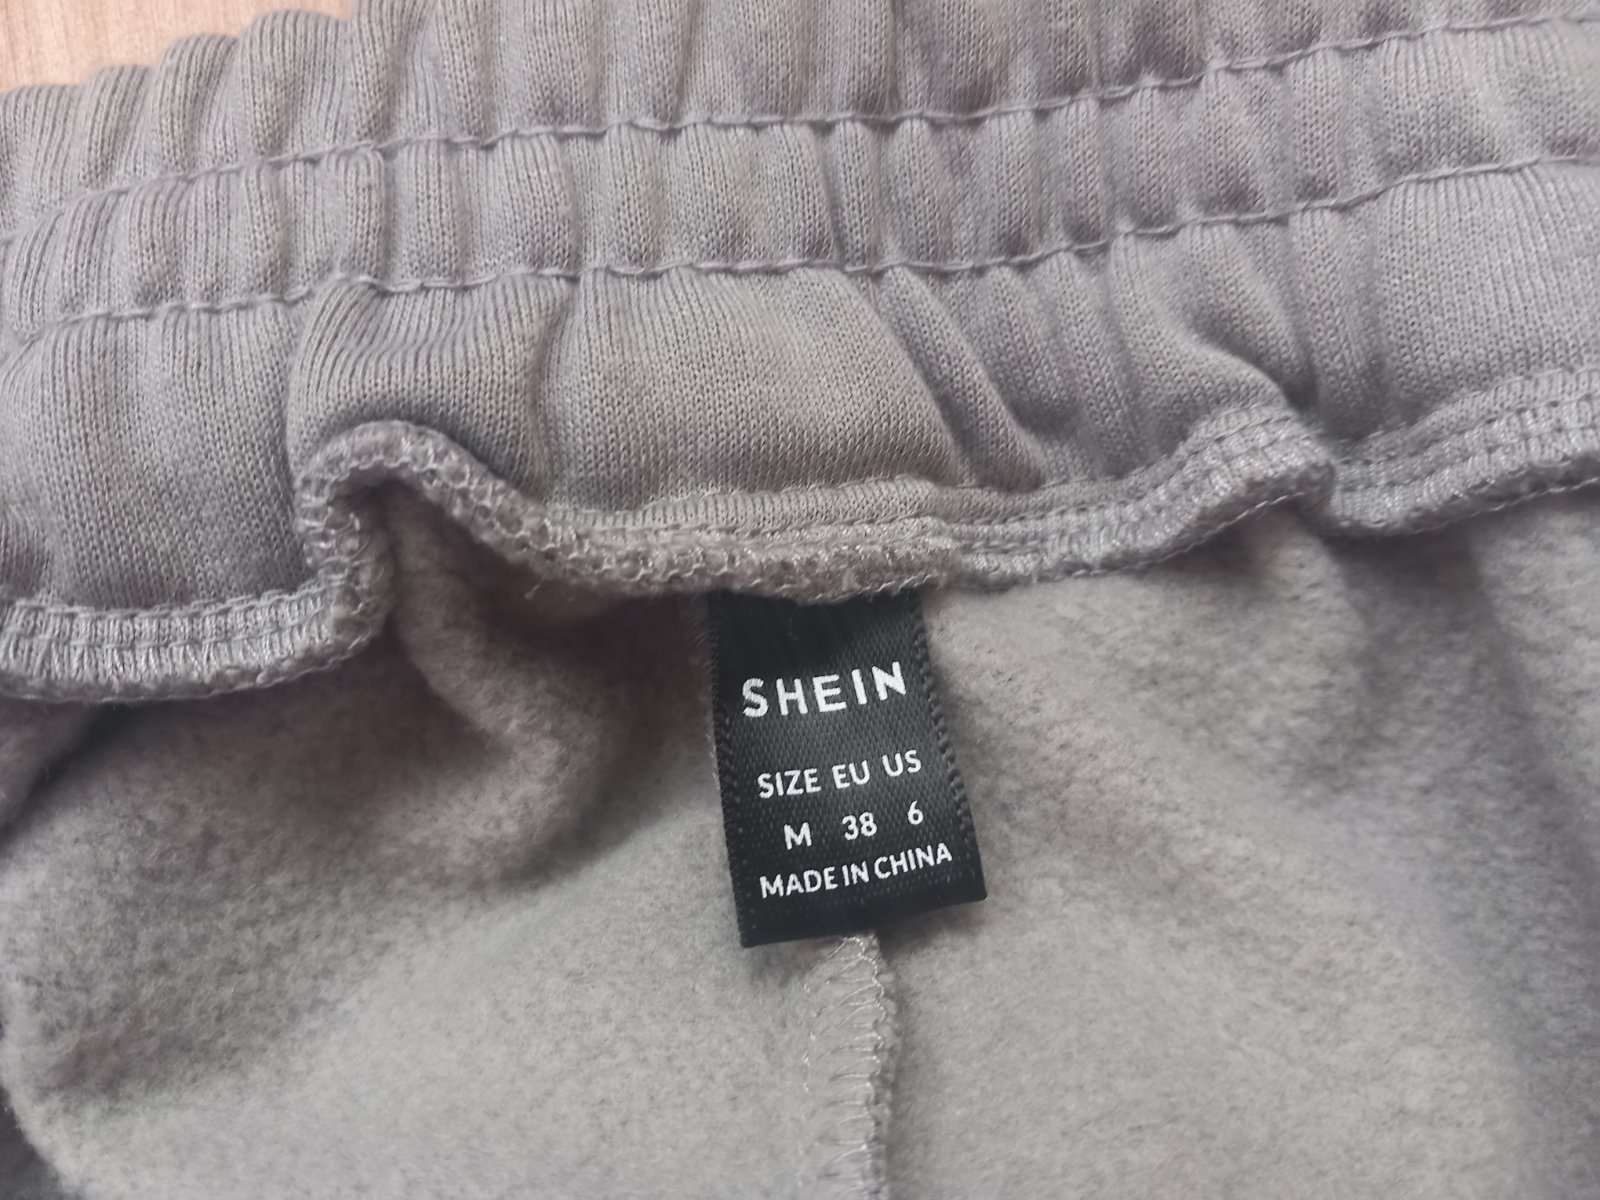 SHEIN
SIZE EU US
M 38 6
MADE IN CHINA